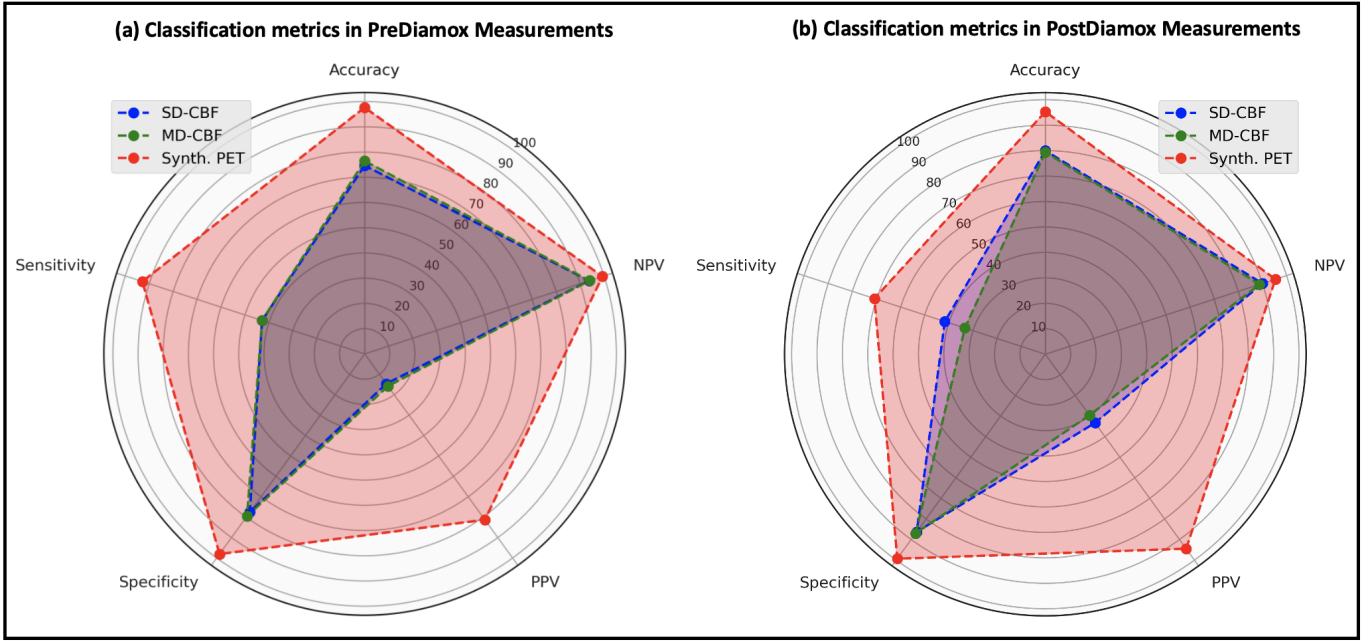 (a) Classification metrics in PreDiamox Measurements
Accuracy
SD-CBF
MD-CBF
Synth. PET
100
90
80
70
60
50
40
30
20
10
Sensitivity
NPV
Specificity
PPV
(b) Classification metrics in PostDiamox Measurements
Accuracy
SD-CBF
MD-CBF
Synth. PET
100
90
80
70
60
50
40
30
20
10
Sensitivity
NPV
Specificity
PPV